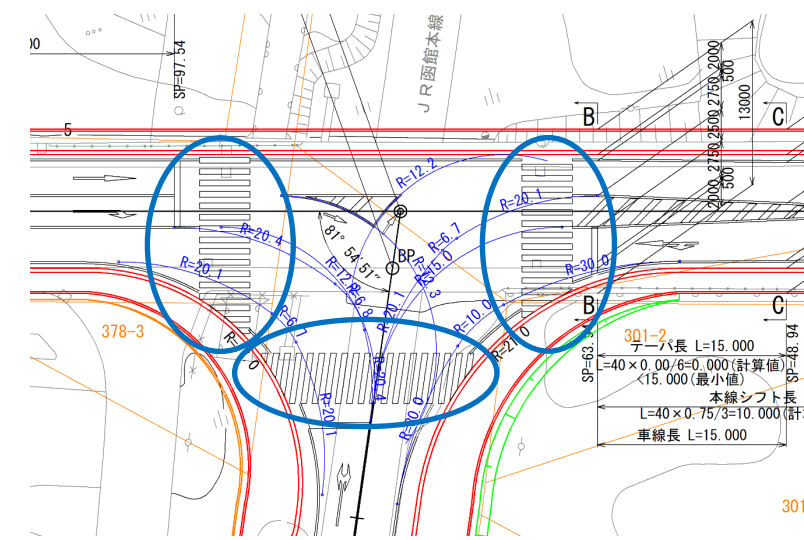 00
SP=97.54
JR函館本線
5
B
C
2000
2750
2500
2750
2000
500
500
13000
R=12.2
R=20.1
R=6.7
R=20.4
81° 54′51″
BP
R=15.0
R=30.0
R=20.1
R=6.8
R=20.1
R=10.0
R=6.7
R=21.0
378-3
301-2
B
C
SP=48.94
テーパ長 L=15.000
L=40×0.00/6=0.000(計算値)
<15.000(最小値)
本線シフト長
L=40×0.75/3=10.000(計
車線長 L=15.000
R=20.4
R=20.1
R=20.0
301